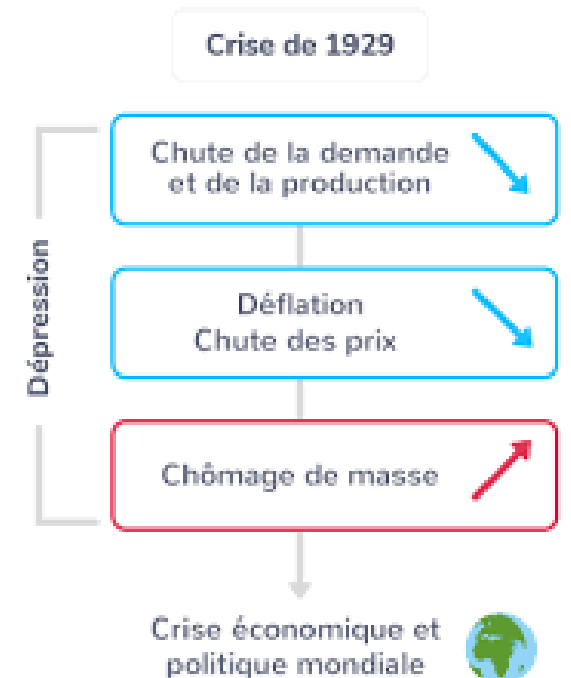 Crise de 1929
Chute de la demande
et de la production
Dépression
Déflation
Chute des prix
Chômage de masse
Crise économique et
politique mondiale